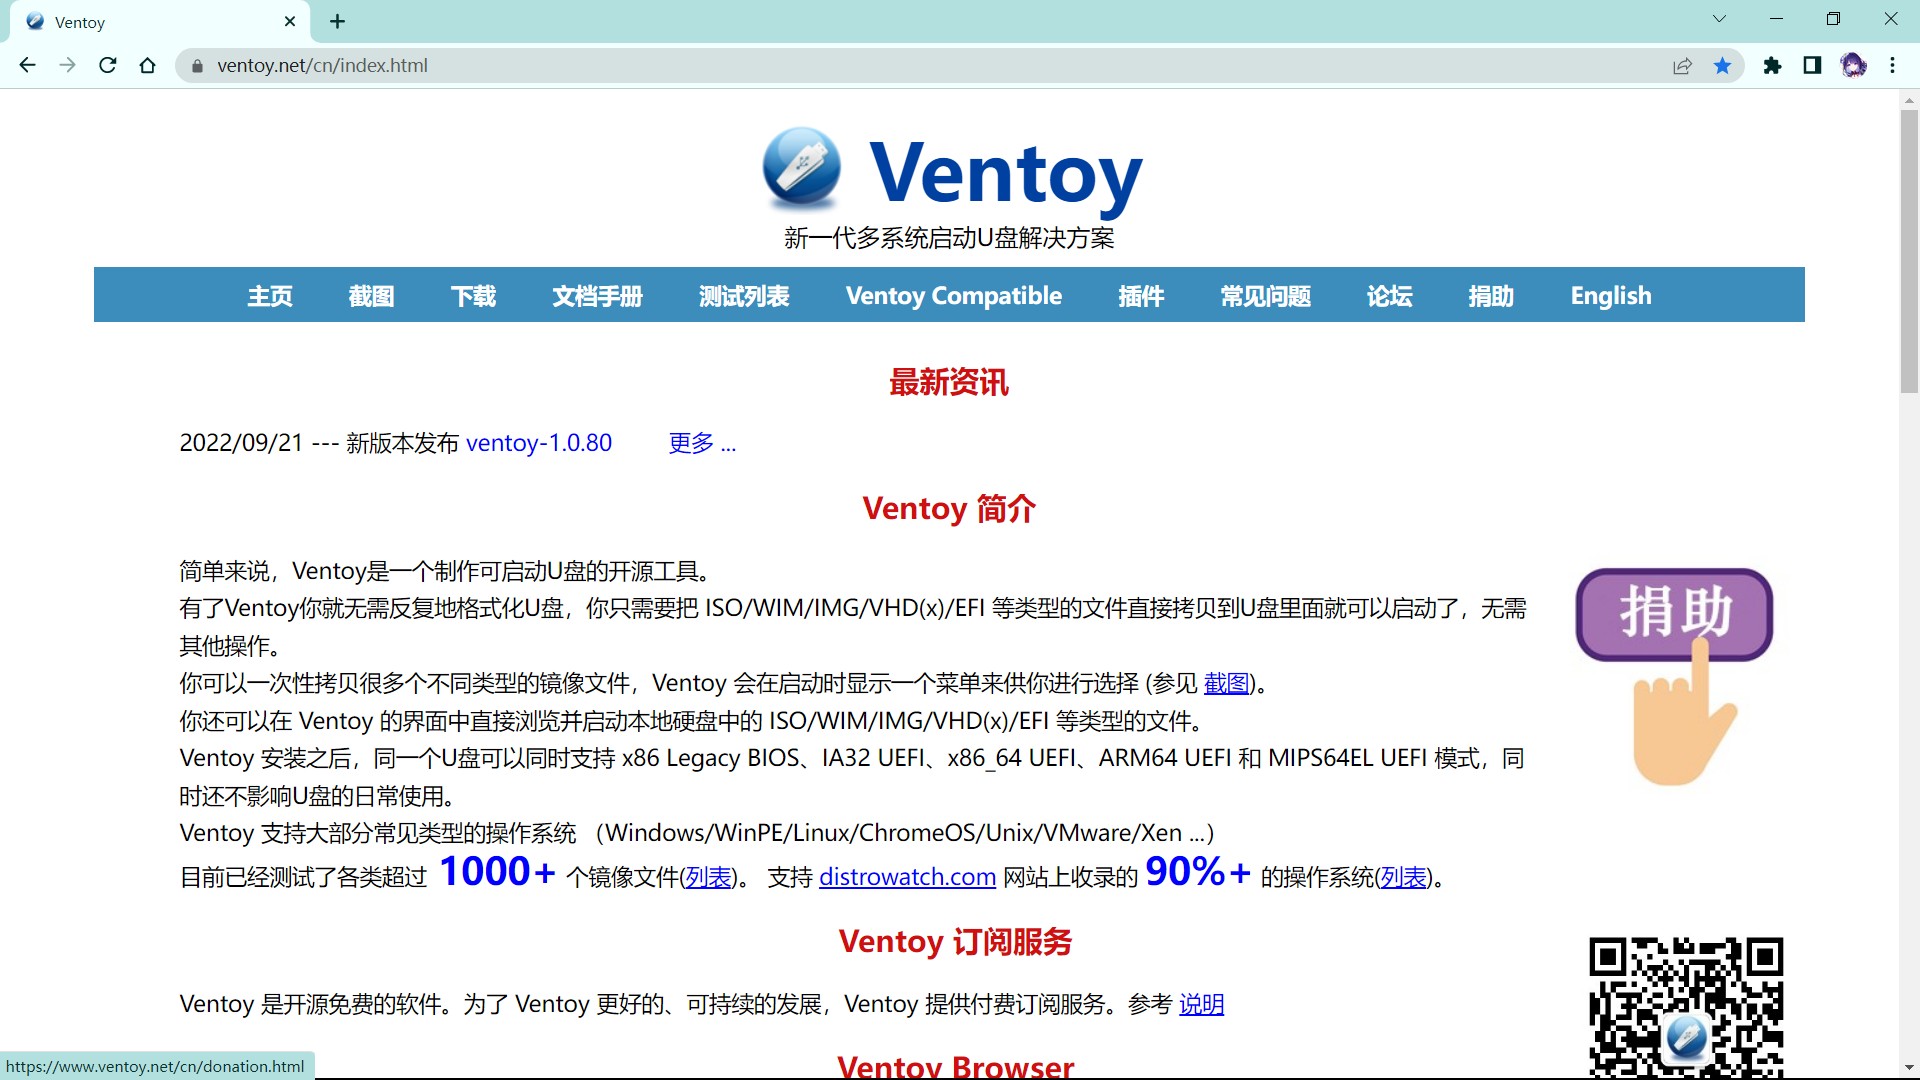 Ventoy
ventoy.net/cn/index.html
Ventoy
新一代多系统启动U盘解决方案
主页 截图 下载 文档手册 测试列表 Ventoy Compatible 插件 常见问题 论坛 捐助 English
最新资讯
2022/09/21 --- 新版本发布 ventoy-1.0.80 更多 ...
Ventoy 简介
简单来说，Ventoy是一个制作可启动U盘的开源工具。
有了Ventoy你就无需反复地格式化U盘，你只需要把 ISO/WIM/IMG/VHD(x)/EFI 等类型的文件直接拷贝到U盘里面就可以启动了，无需
其他操作。
你可以一次性拷贝很多个不同类型的镜像文件，Ventoy 会在启动时显示一个菜单来供你进行选择 (参见 截图)。
你还可以在 Ventoy 的界面中直接浏览并启动本地硬盘中的 ISO/WIM/IMG/VHD(x)/EFI 等类型的文件。
Ventoy 安装之后，同一个U盘可以同时支持 x86 Legacy BIOS、IA32 UEFI、x86_64 UEFI、ARM64 UEFI 和 MIPS64EL UEFI 模式，同
时还不影响U盘的日常使用。
Ventoy 支持大部分常见类型的操作系统 （Windows/WinPE/Linux/ChromeOS/Unix/VMware/Xen ...）
目前已经测试了各类超过 1000+ 个镜像文件(列表)。 支持 distrowatch.com 网站上收录的 90%+ 的操作系统(列表)。
捐助
Ventoy 订阅服务
Ventoy 是开源免费的软件。为了 Ventoy 更好的、可持续的发展，Ventoy 提供付费订阅服务。参考 说明
Ventoy Browser
https://www.ventoy.net/cn/donation.html